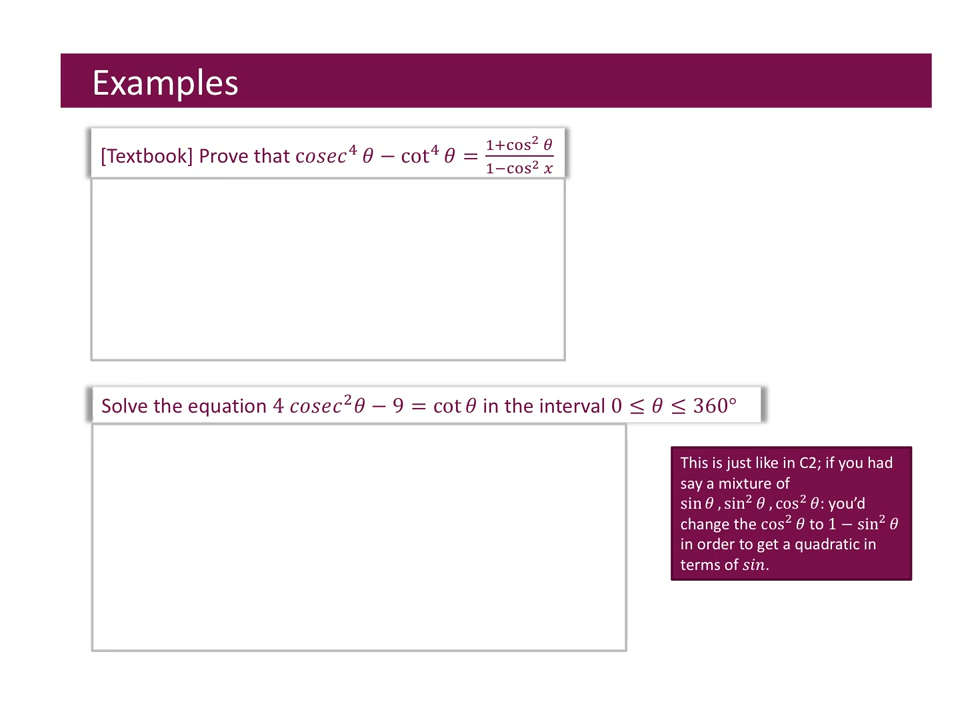 Examples
[Textbook] Prove that cosec⁴ θ − cot⁴ θ = (1+cos² θ)/(1−cos² x)
Solve the equation 4 cosec²θ − 9 = cot θ in the interval 0 ≤ θ ≤ 360°
This is just like in C2; if you had
say a mixture of
sin θ , sin² θ , cos² θ: you’d
change the cos² θ to 1 − sin² θ
in order to get a quadratic in
terms of sin.